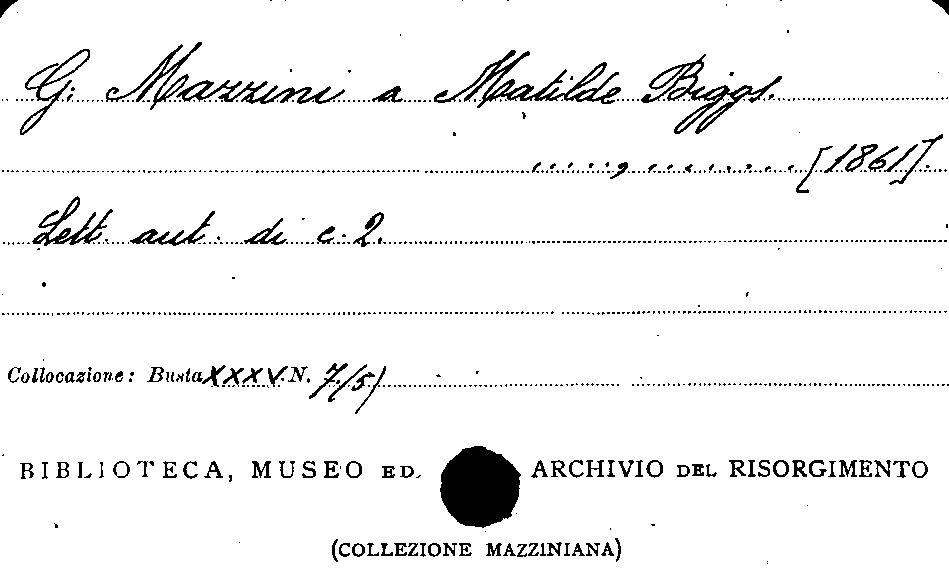 G. Mazzini a Matilde Biggs.
......, ........ [1861].
Lett. aut. di c. 2.
Collocazione: Busta XXXV. N. 7/5)
BIBLIOTECA, MUSEO ED. ARCHIVIO DEL RISORGIMENTO
(COLLEZIONE MAZZINIANA)